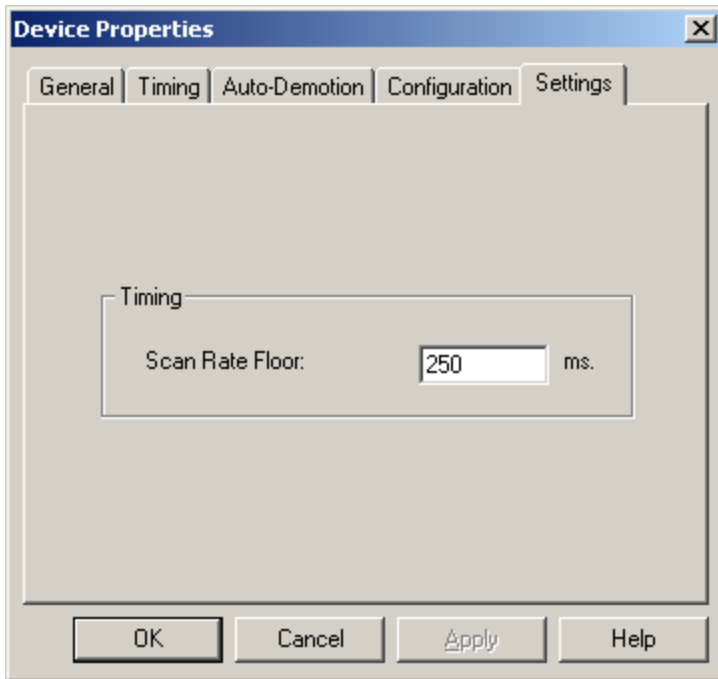 Device Properties
General Timing Auto-Demotion Configuration Settings
Timing
Scan Rate Floor: 250 ms.
OK Cancel Apply Help